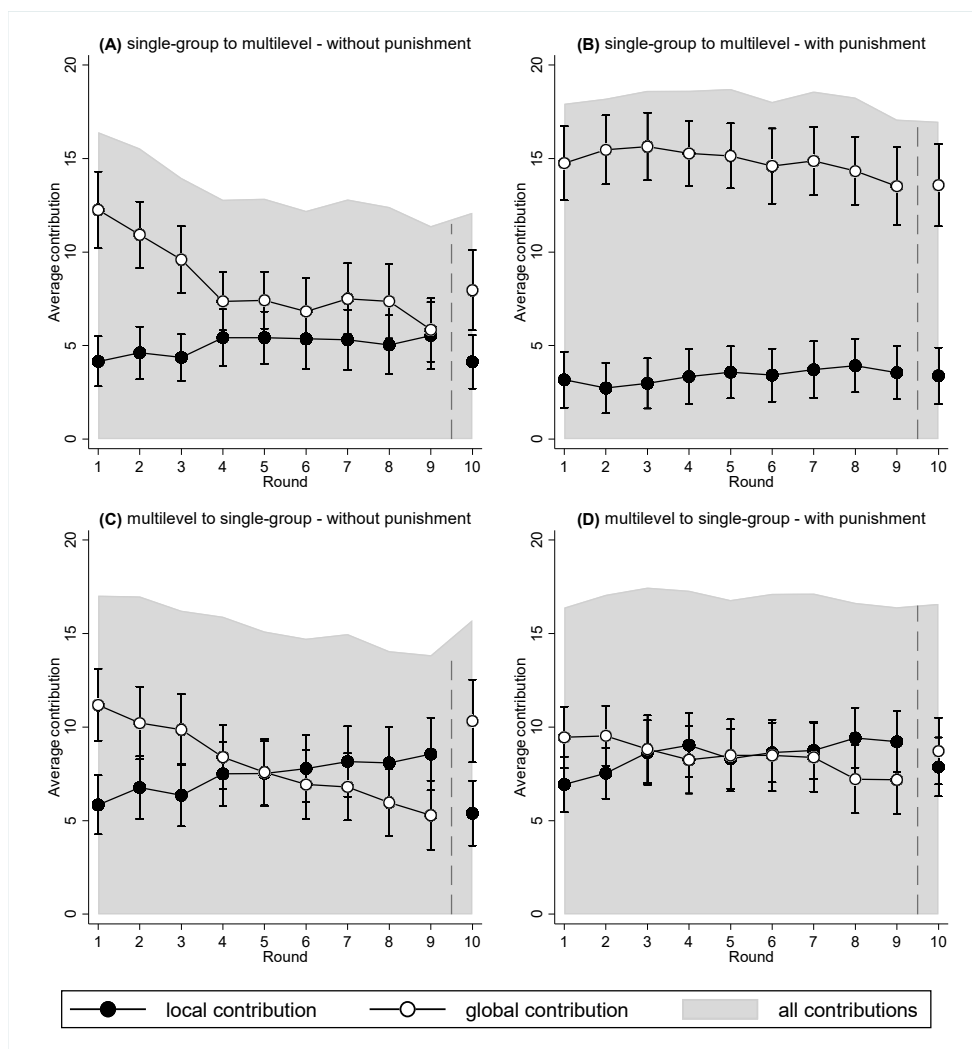 (A) single-group to multilevel - without punishment
Average contribution
20
15
10
5
0
1 2 3 4 5 6 7 8 9 10
Round
(B) single-group to multilevel - with punishment
Average contribution
20
15
10
5
0
1 2 3 4 5 6 7 8 9 10
Round
(C) multilevel to single-group - without punishment
Average contribution
20
15
10
5
0
1 2 3 4 5 6 7 8 9 10
Round
(D) multilevel to single-group - with punishment
Average contribution
20
15
10
5
0
1 2 3 4 5 6 7 8 9 10
Round
local contribution global contribution all contributions